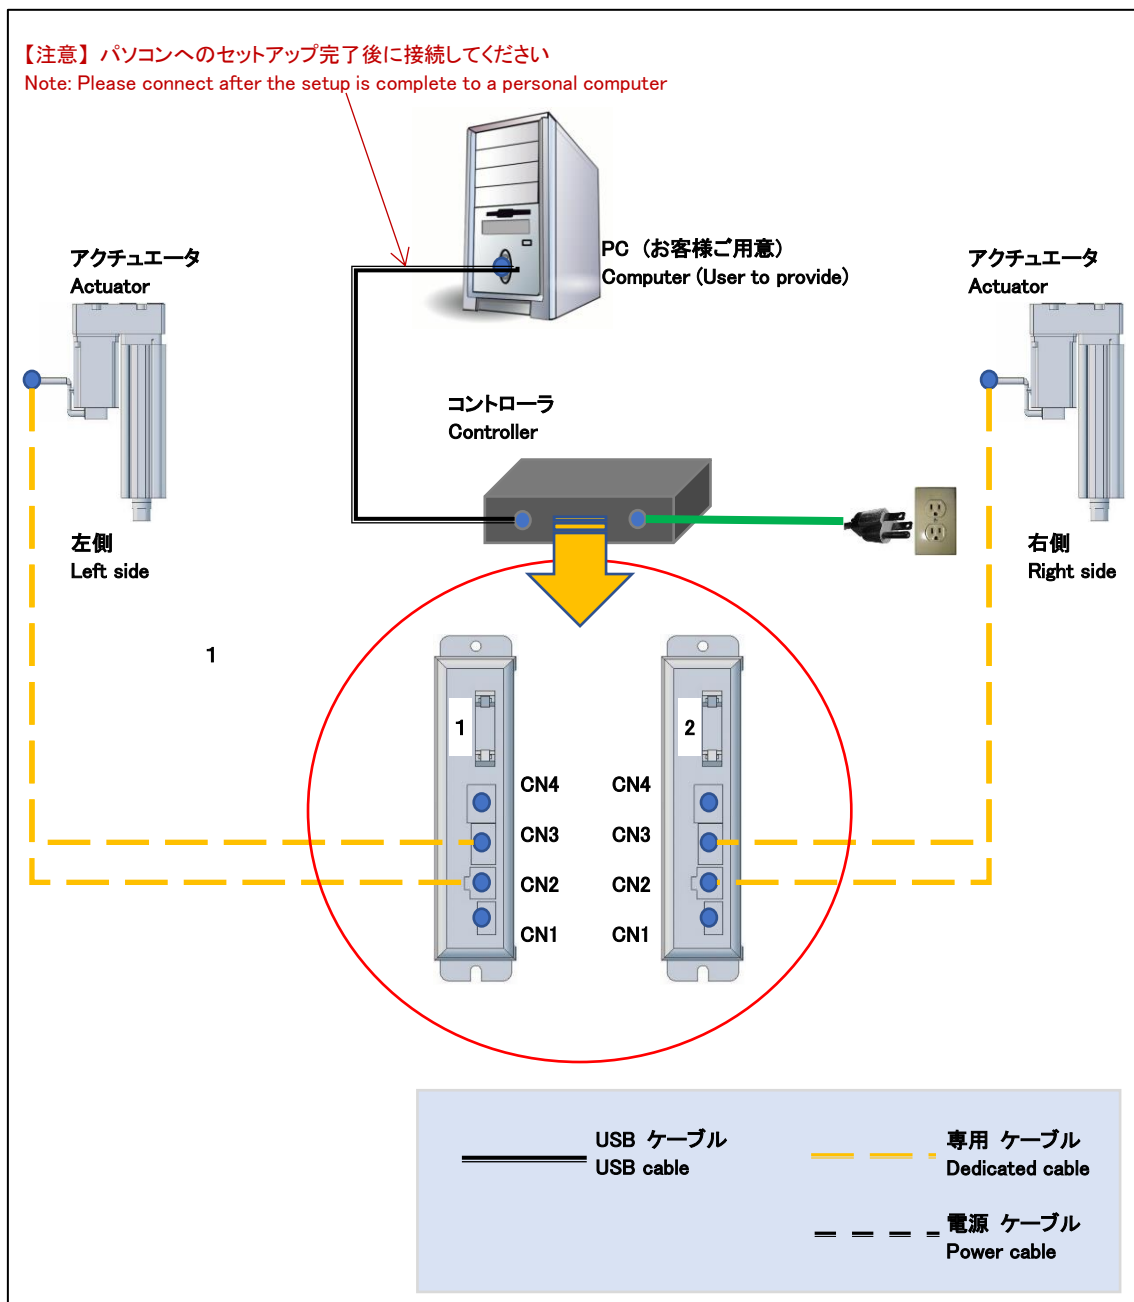 【注意】 パソコンへのセットアップ完了後に接続してください
Note: Please connect after the setup is complete to a personal computer
PC （お客様ご用意）
Computer (User to provide)
アクチュエータ
Actuator
アクチュエータ
Actuator
コントローラ
Controller
左側
Left side
右側
Right side
1
1
2
CN4
CN3
CN2
CN1
CN4
CN3
CN2
CN1
USB ケーブル
USB cable
専用 ケーブル
Dedicated cable
電源 ケーブル
Power cable